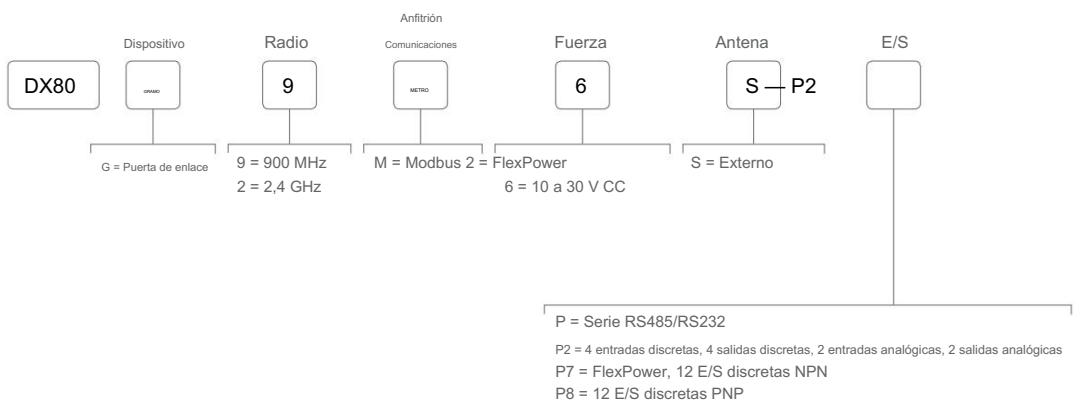 Anfitrión
Dispositivo Radio Comunicaciones Fuerza Antena E/S
DX80 GRAMO 9 METRO 6 S — P2
G = Puerta de enlace 9 = 900 MHz M = Modbus 2 = FlexPower S = Externo
2 = 2,4 GHz 6 = 10 a 30 V CC
P = Serie RS485/RS232
P2 = 4 entradas discretas, 4 salidas discretas, 2 entradas analógicas, 2 salidas analógicas
P7 = FlexPower, 12 E/S discretas NPN
P8 = 12 E/S discretas PNP